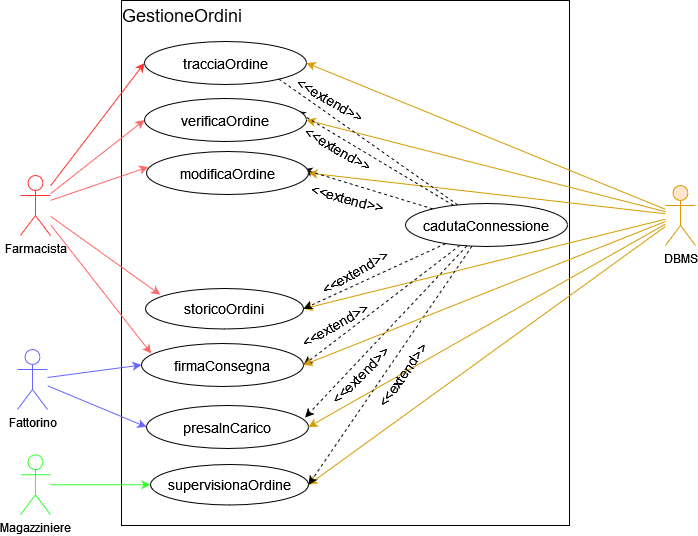 GestioneOrdini
tracciaOrdine
<<extend>>
verificaOrdine
<<extend>>
modificaOrdine
<<extend>>
cadutaConnessione
Farmacista
DBMS
<<extend>>
storicoOrdini
<<extend>>
firmaConsegna
<<extend>>
<<extend>>
Fattorino
presaInCarico
supervisionaOrdine
Magazziniere